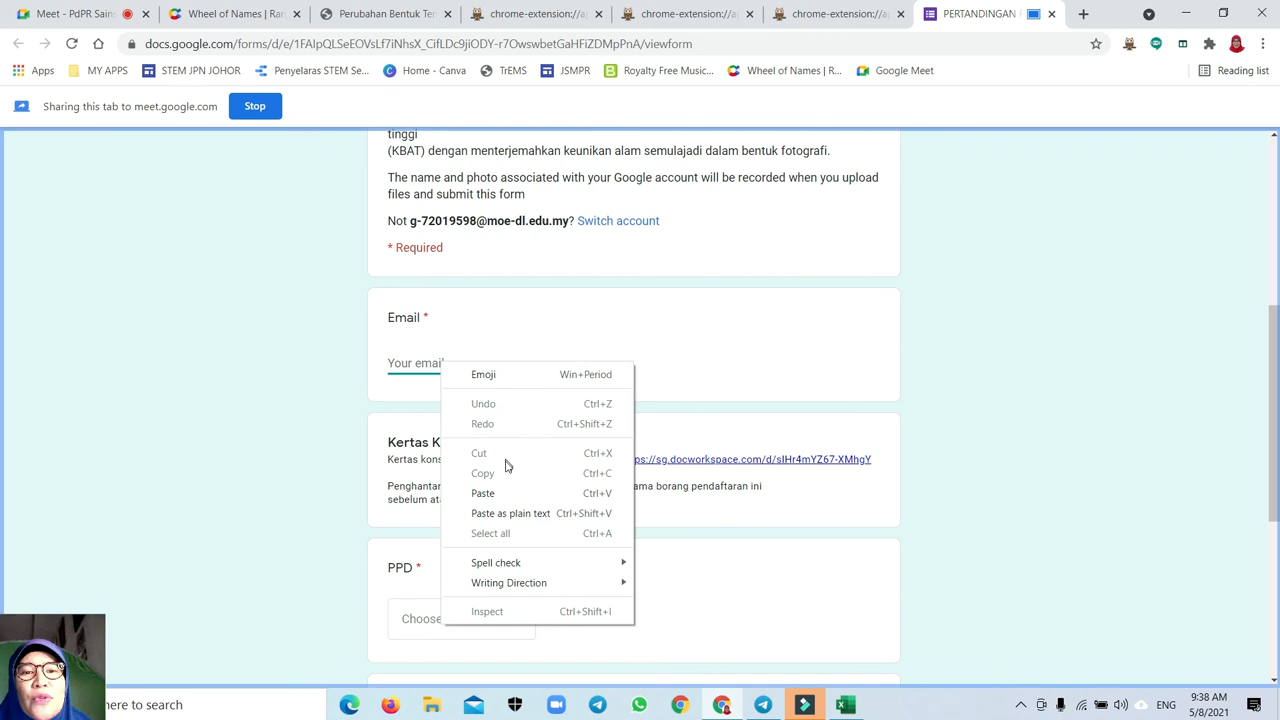 Meet - PdPR Sains
Wheel of Names | Ran
Perubahan Bentuk Ten
chrome-extension://ap
chrome-extension://ap
chrome-extension://ap
PERTANDINGAN
docs.google.com/forms/d/e/1FAIpQLSeEOVsLf7iNhsX_CifLED9jiODY-r7OwswbetGaHFiZDMpPnA/viewform
Apps
MY APPS
STEM JPN JOHOR
Penyelaras STEM Se...
Home - Canva
TrEMS
JSMPR
Royalty Free Music...
Wheel of Names | R...
Google Meet
Reading list
Sharing this tab to meet.google.com
Stop
tinggi
(KBAT) dengan menterjemahkan keunikan alam semulajadi dalam bentuk fotografi.
The name and photo associated with your Google account will be recorded when you upload
files and submit this form
Not g-72019598@moe-dl.edu.my? Switch account
* Required
Email *
Your email
Emoji Win+Period
Undo Ctrl+Z
Redo Ctrl+Shift+Z
Cut Ctrl+X
Copy Ctrl+C
Paste Ctrl+V
Paste as plain text Ctrl+Shift+V
Select all Ctrl+A
Spell check
Writing Direction
Inspect Ctrl+Shift+I
Kertas K
Kertas kons ps://sg.docworkspace.com/d/sIHr4mYZ67-XMhgY
Penghantar ama borang pendaftaran ini
sebelum ata
PPD *
Choose
here to search
ENG
9:38 AM
5/8/2021